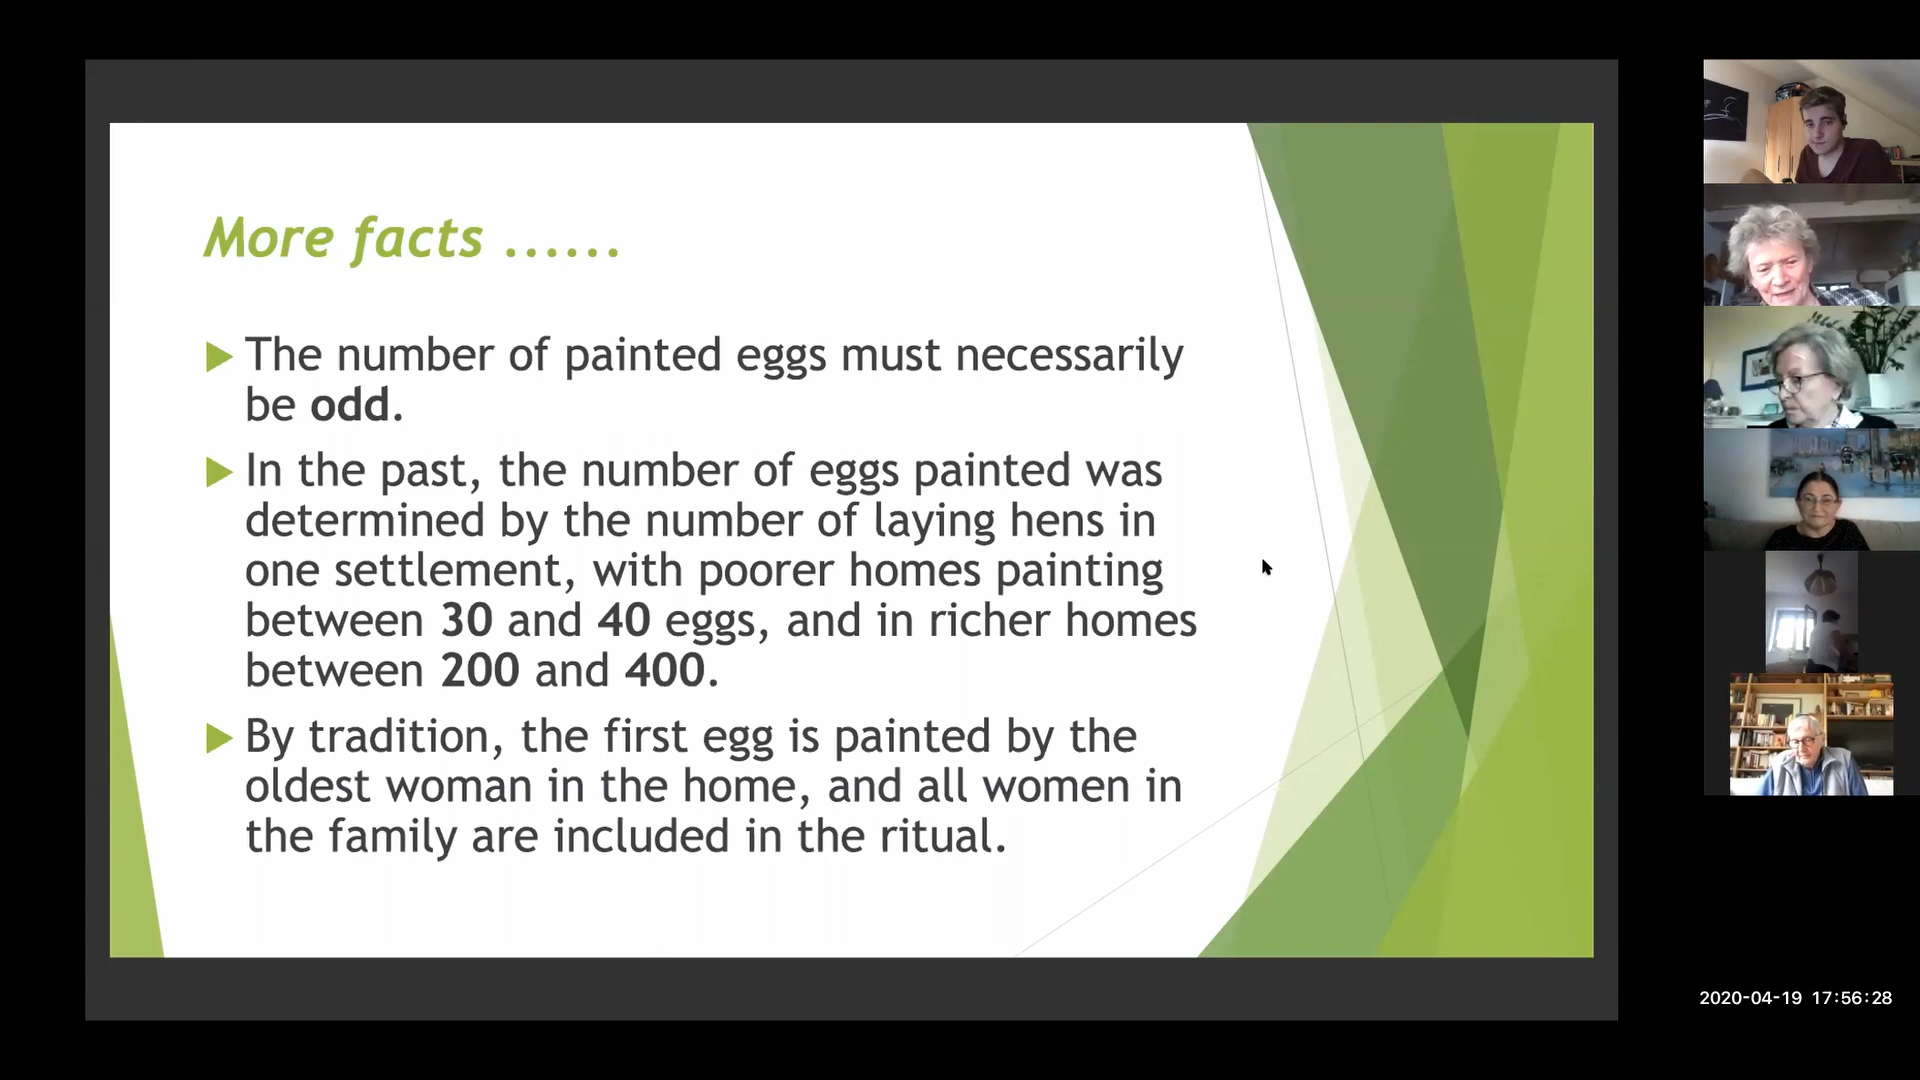 More facts ......
The number of painted eggs must necessarily
be odd.
In the past, the number of eggs painted was
determined by the number of laying hens in
one settlement, with poorer homes painting
between 30 and 40 eggs, and in richer homes
between 200 and 400.
By tradition, the first egg is painted by the
oldest woman in the home, and all women in
the family are included in the ritual.
2020-04-19 17:56:28